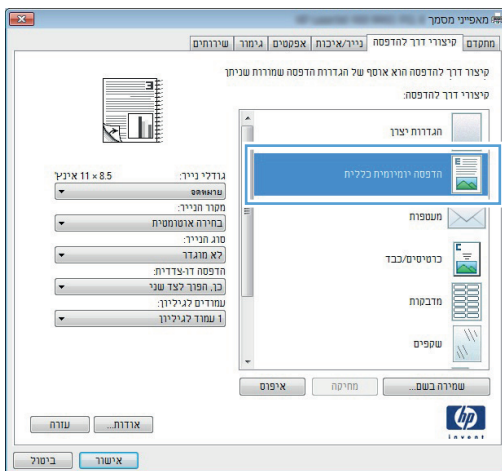 מאפייני מסמך
מתקדם קיצורי דרך להדפסה נייר/איכות אפקטים גימור שירותים
קיצור דרך להדפסה הוא אוסף של הגדרות הדפסה שמורות שניתן
קיצורי דרך להדפסה:
הגדרות יצרן
הדפסה יומיומית כללית
מעטפות
כרטיסים/כבד
מדבקות
שקפים
גודלי נייר: 8.5 × 11 אינץ'
מקור הנייר:
בחירה אוטומטית
סוג הנייר:
לא מוגדר
הדפסה דו-צדדית:
כן, הפוך לצד שני
עמודים לגיליון:
1 עמוד לגיליון
שמירה בשם... מחיקה איפוס
hp
invent
אודות... עזרה
אישור ביטול